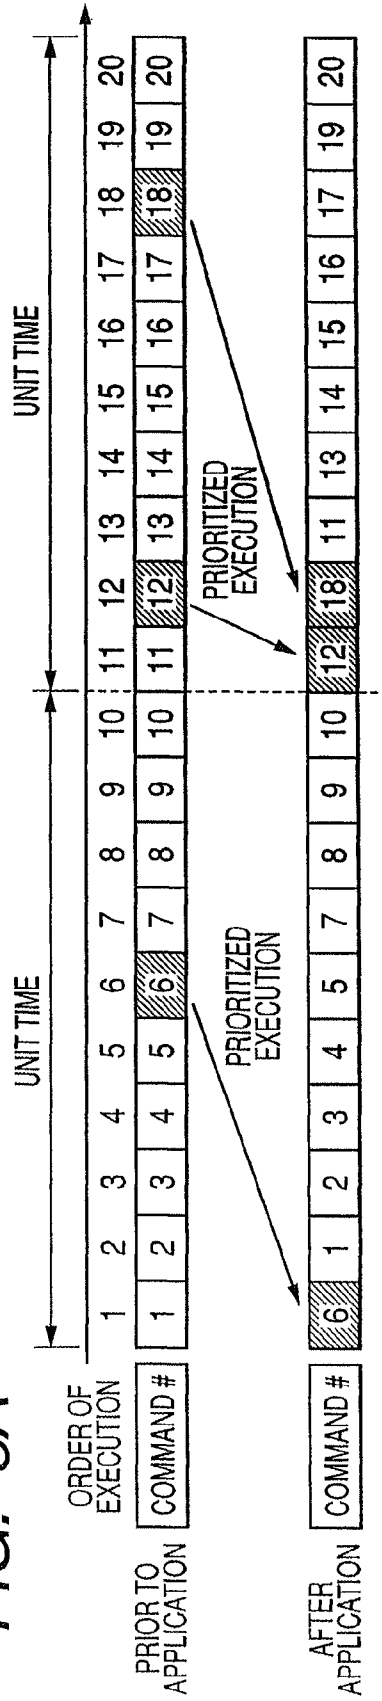 UNIT TIME UNIT TIME
ORDER OF
EXECUTION
1 2 3 4 5 6 7 8 9 10 11 12 13 14 15 16 17 18 19 20
PRIOR TO
APPLICATION
COMMAND # 1 2 3 4 5 6 7 8 9 10 11 12 13 14 15 16 17 18 19 20
PRIORITIZED
EXECUTION
PRIORITIZED
EXECUTION
AFTER
APPLICATION
COMMAND # 6 1 2 3 4 5 7 8 9 10 12 18 11 13 14 15 16 17 19 20